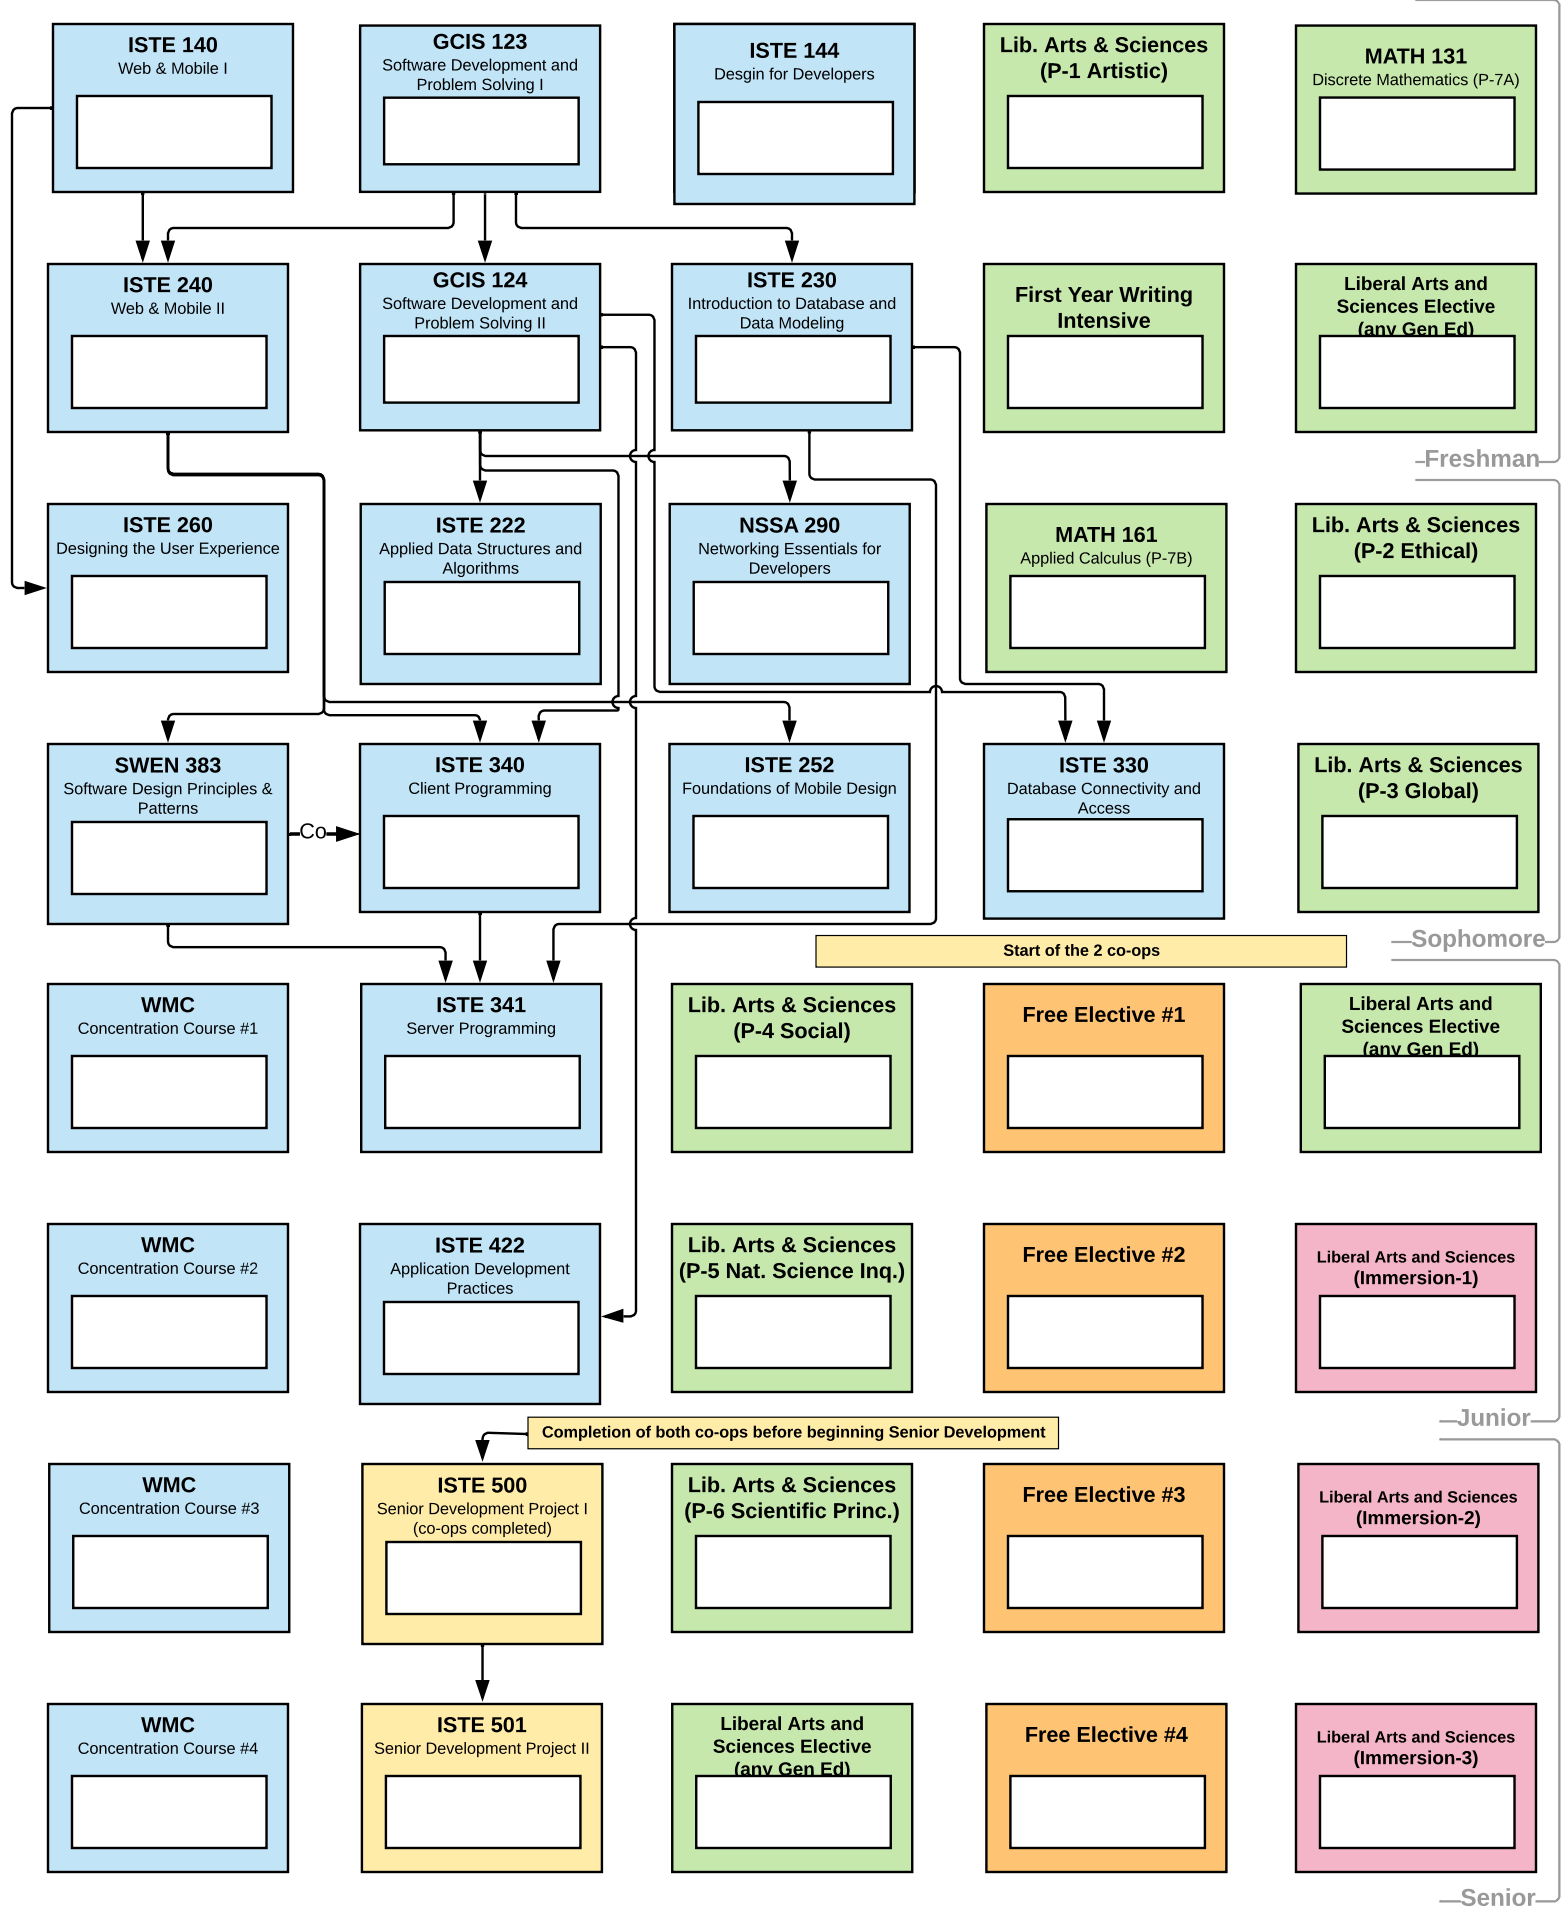 ISTE 140
Web & Mobile I
GCIS 123
Software Development and
Problem Solving I
ISTE 144
Desgin for Developers
Lib. Arts & Sciences
(P-1 Artistic)
MATH 131
Discrete Mathematics (P-7A)
ISTE 240
Web & Mobile II
GCIS 124
Software Development and
Problem Solving II
ISTE 230
Introduction to Database and
Data Modeling
First Year Writing
Intensive
Liberal Arts and
Sciences Elective
(any Gen Ed)
Freshman
ISTE 260
Designing the User Experience
ISTE 222
Applied Data Structures and
Algorithms
NSSA 290
Networking Essentials for
Developers
MATH 161
Applied Calculus (P-7B)
Lib. Arts & Sciences
(P-2 Ethical)
SWEN 383
Software Design Principles &
Patterns
Co
ISTE 340
Client Programming
ISTE 252
Foundations of Mobile Design
ISTE 330
Database Connectivity and
Access
Lib. Arts & Sciences
(P-3 Global)
Sophomore
Start of the 2 co-ops
WMC
Concentration Course #1
ISTE 341
Server Programming
Lib. Arts & Sciences
(P-4 Social)
Free Elective #1
Liberal Arts and
Sciences Elective
(any Gen Ed)
WMC
Concentration Course #2
ISTE 422
Application Development
Practices
Lib. Arts & Sciences
(P-5 Nat. Science Inq.)
Free Elective #2
Liberal Arts and Sciences
(Immersion-1)
Junior
Completion of both co-ops before beginning Senior Development
WMC
Concentration Course #3
ISTE 500
Senior Development Project I
(co-ops completed)
Lib. Arts & Sciences
(P-6 Scientific Princ.)
Free Elective #3
Liberal Arts and Sciences
(Immersion-2)
WMC
Concentration Course #4
ISTE 501
Senior Development Project II
Liberal Arts and
Sciences Elective
(any Gen Ed)
Free Elective #4
Liberal Arts and Sciences
(Immersion-3)
Senior